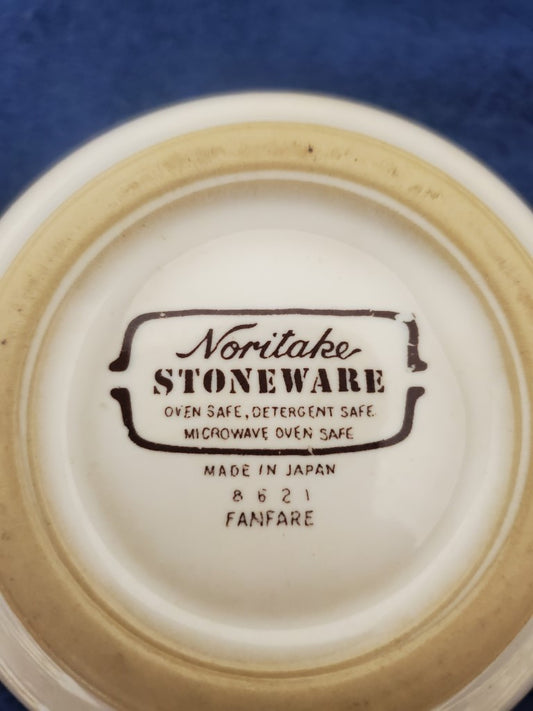 Noritake
STONEWARE
OVEN SAFE, DETERGENT SAFE
MICROWAVE OVEN SAFE
MADE IN JAPAN
8621
FANFARE